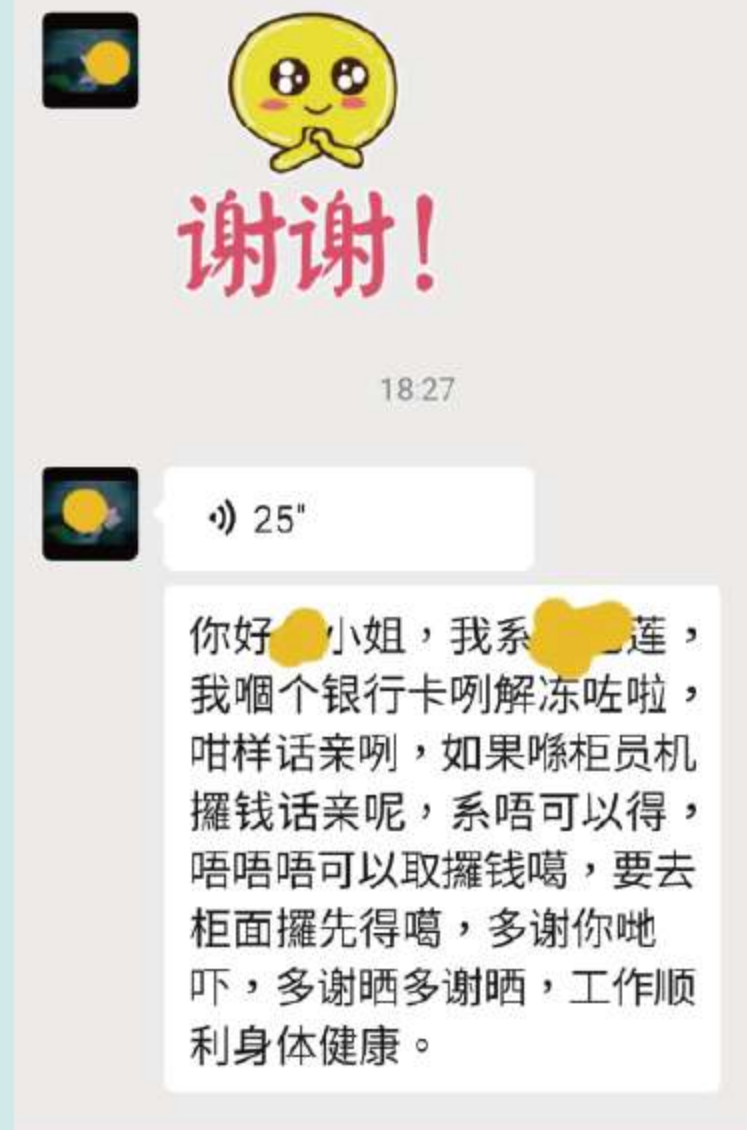 谢谢！
18:27
25"
你好 小姐，我系 莲，
我嗰个银行卡咧解冻咗啦，
咁样话亲咧，如果喺柜员机
攞钱话亲呢，系唔可以得，
唔唔唔可以取攞钱噶，要去
柜面攞先得噶，多谢你哋
吓，多谢晒多谢晒，工作顺
利身体健康。